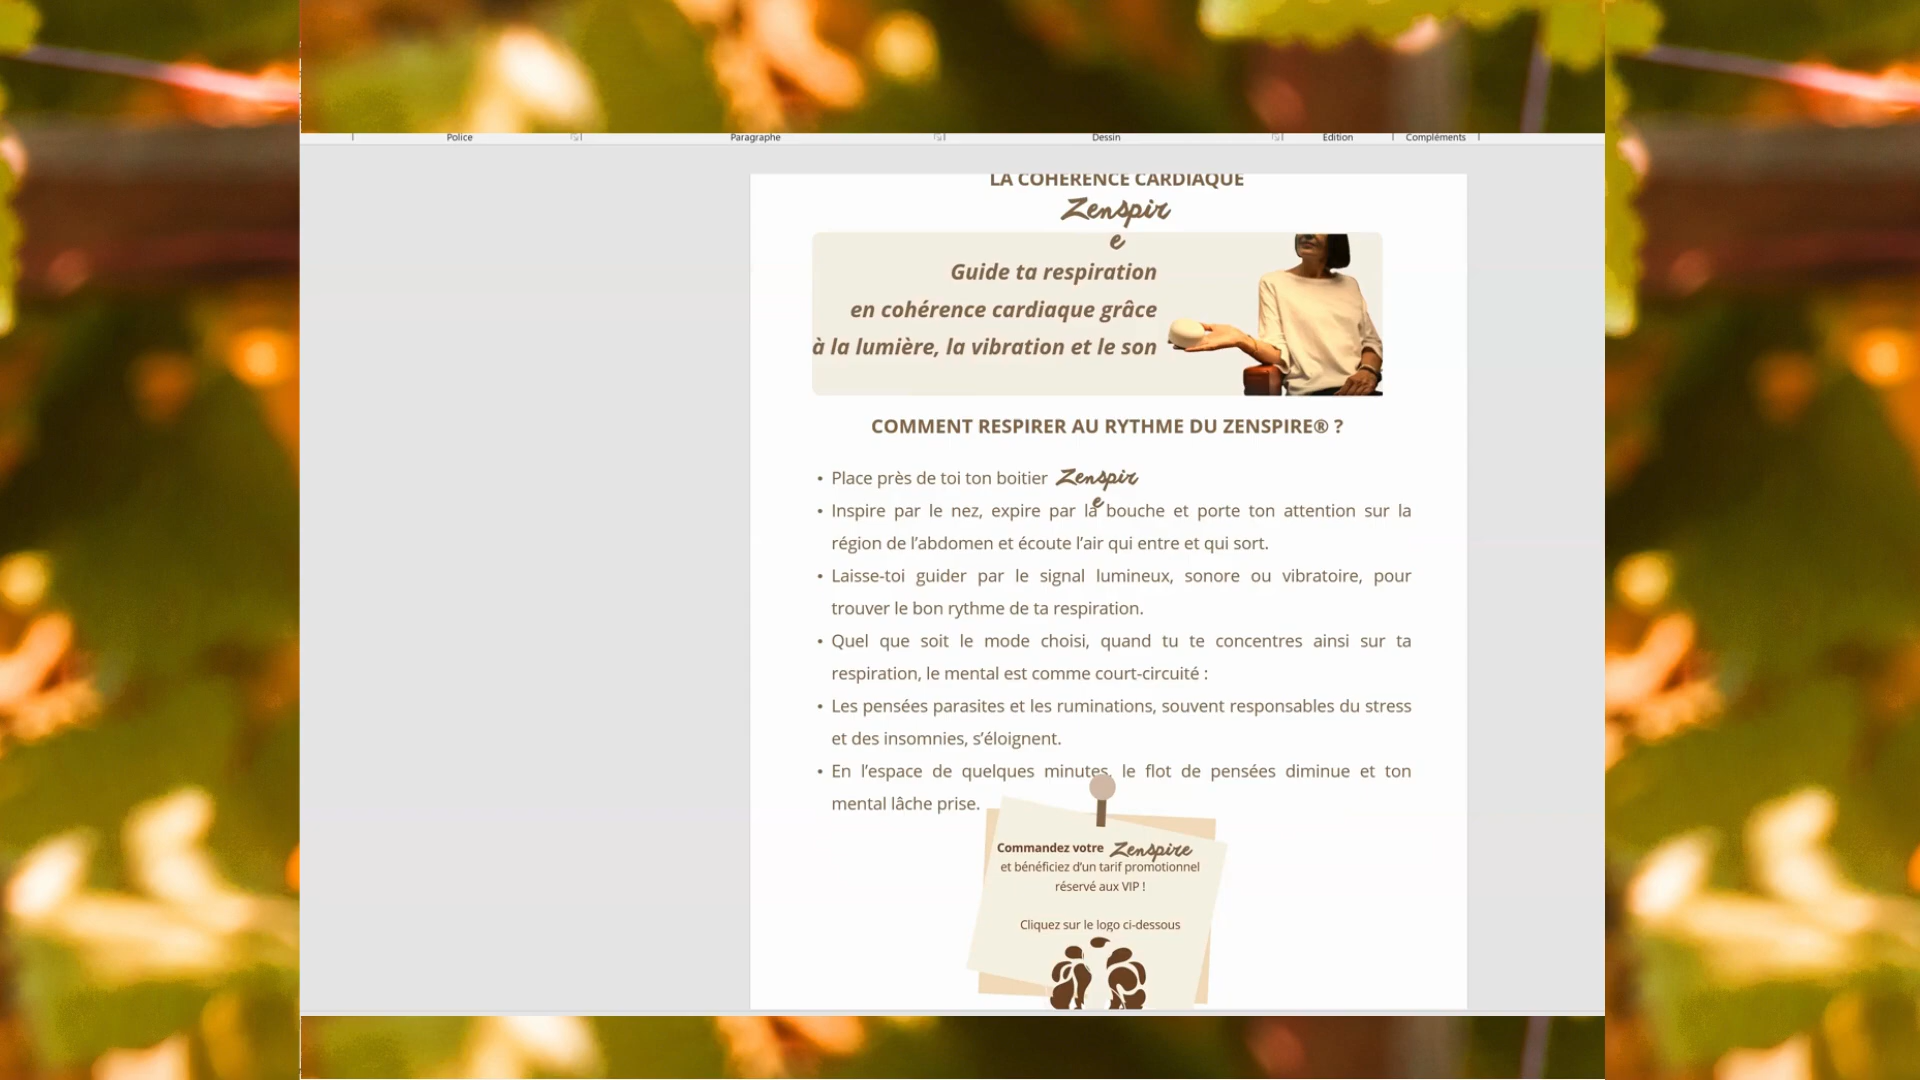 Police Paragraphe Dessin Édition Compléments
LA COHÉRENCE CARDIAQUE
Zenspir
e
Guide ta respiration
en cohérence cardiaque grâce
à la lumière, la vibration et le son
COMMENT RESPIRER AU RYTHME DU ZENSPIRE® ?
• Place près de toi ton boitier Zenspir
e
• Inspire par le nez, expire par la bouche et porte ton attention sur la
région de l’abdomen et écoute l’air qui entre et qui sort.
• Laisse-toi guider par le signal lumineux, sonore ou vibratoire, pour
trouver le bon rythme de ta respiration.
• Quel que soit le mode choisi, quand tu te concentres ainsi sur ta
respiration, le mental est comme court-circuité :
• Les pensées parasites et les ruminations, souvent responsables du stress
et des insomnies, s’éloignent.
• En l’espace de quelques minutes, le flot de pensées diminue et ton
mental lâche prise.
Commandez votre Zenspire
et bénéficiez d’un tarif promotionnel
réservé aux VIP !
Cliquez sur le logo ci-dessous